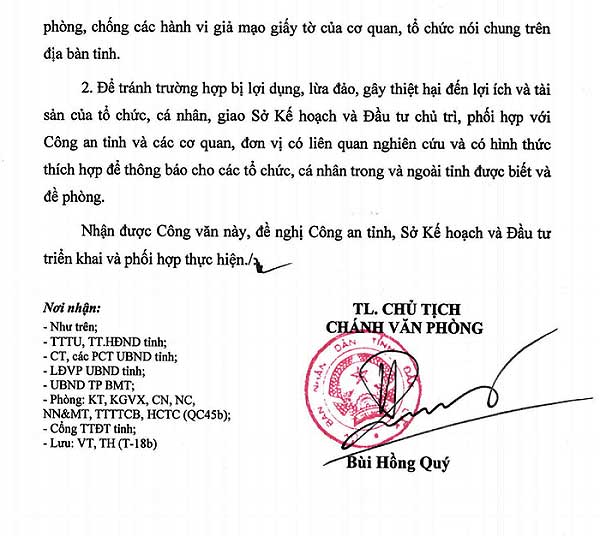 phòng, chống các hành vi giả mạo giấy tờ của cơ quan, tổ chức nói chung trên
địa bàn tỉnh.
2. Để tránh trường hợp bị lợi dụng, lừa đảo, gây thiệt hại đến lợi ích và tài
sản của tổ chức, cá nhân, giao Sở Kế hoạch và Đầu tư chủ trì, phối hợp với
Công an tỉnh và các cơ quan, đơn vị có liên quan nghiên cứu và có hình thức
thích hợp để thông báo cho các tổ chức, cá nhân trong và ngoài tỉnh được biết và
đề phòng.
Nhận được Công văn này, đề nghị Công an tỉnh, Sở Kế hoạch và Đầu tư
triển khai và phối hợp thực hiện./.
Nơi nhận:
- Như trên;
- TTTU, TT.HĐND tỉnh;
- CT, các PCT UBND tỉnh;
- LĐVP UBND tỉnh;
- UBND TP BMT;
- Phòng: KT, KGVX, CN, NC,
NN&MT, TTTTCB, HCTC (QC45b);
- Cổng TTĐT tỉnh;
- Lưu: VT, TH (T-18b)
TL. CHỦ TỊCH
CHÁNH VĂN PHÒNG
BAN NHÂN DÂN TỈNH
Bùi Hồng Quý